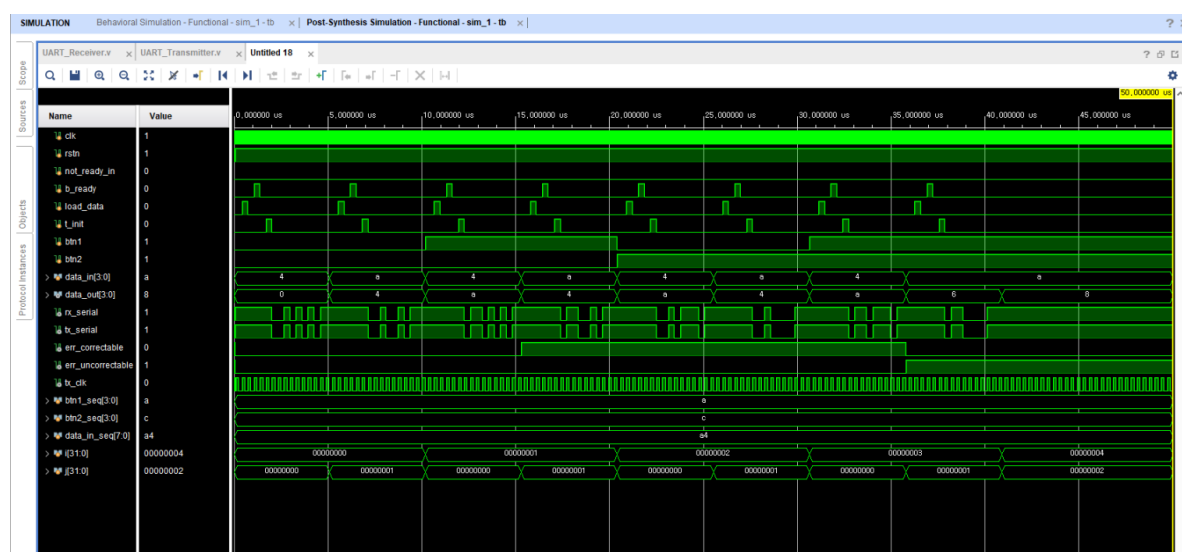 SIMULATION Behavioral Simulation - Functional - sim_1 - tb × Post-Synthesis Simulation - Functional - sim_1 - tb × ?
UART_Receiver.v × UART_Transmitter.v × Untitled 18 × ?
Scope
Sources
Objects
Protocol Instances
50,000000 us
Name Value 0,000000 us 5,000000 us 10,000000 us 15,000000 us 20,000000 us 25,000000 us 30,000000 us 35,000000 us 40,000000 us 45,000000 us
clk 1
rstn 1
not_ready_in 0
b_ready 0
load_data 0
t_init 0
btn1 1
btn2 1
data_in[3:0] a 4 a 4 a 4 a 4 a
data_out[3:0] 8 0 4 a 4 a 4 a 6 8
rx_serial 1
tx_serial 1
err_correctable 0
err_uncorrectable 1
tx_clk 0
btn1_seq[3:0] a a
btn2_seq[3:0] c c
data_in_seq[7:0] a4 a4
i[31:0] 00000004 00000000 00000001 00000002 00000003 00000004
j[31:0] 00000002 00000000 00000001 00000000 00000001 00000000 00000001 00000000 00000001 00000002